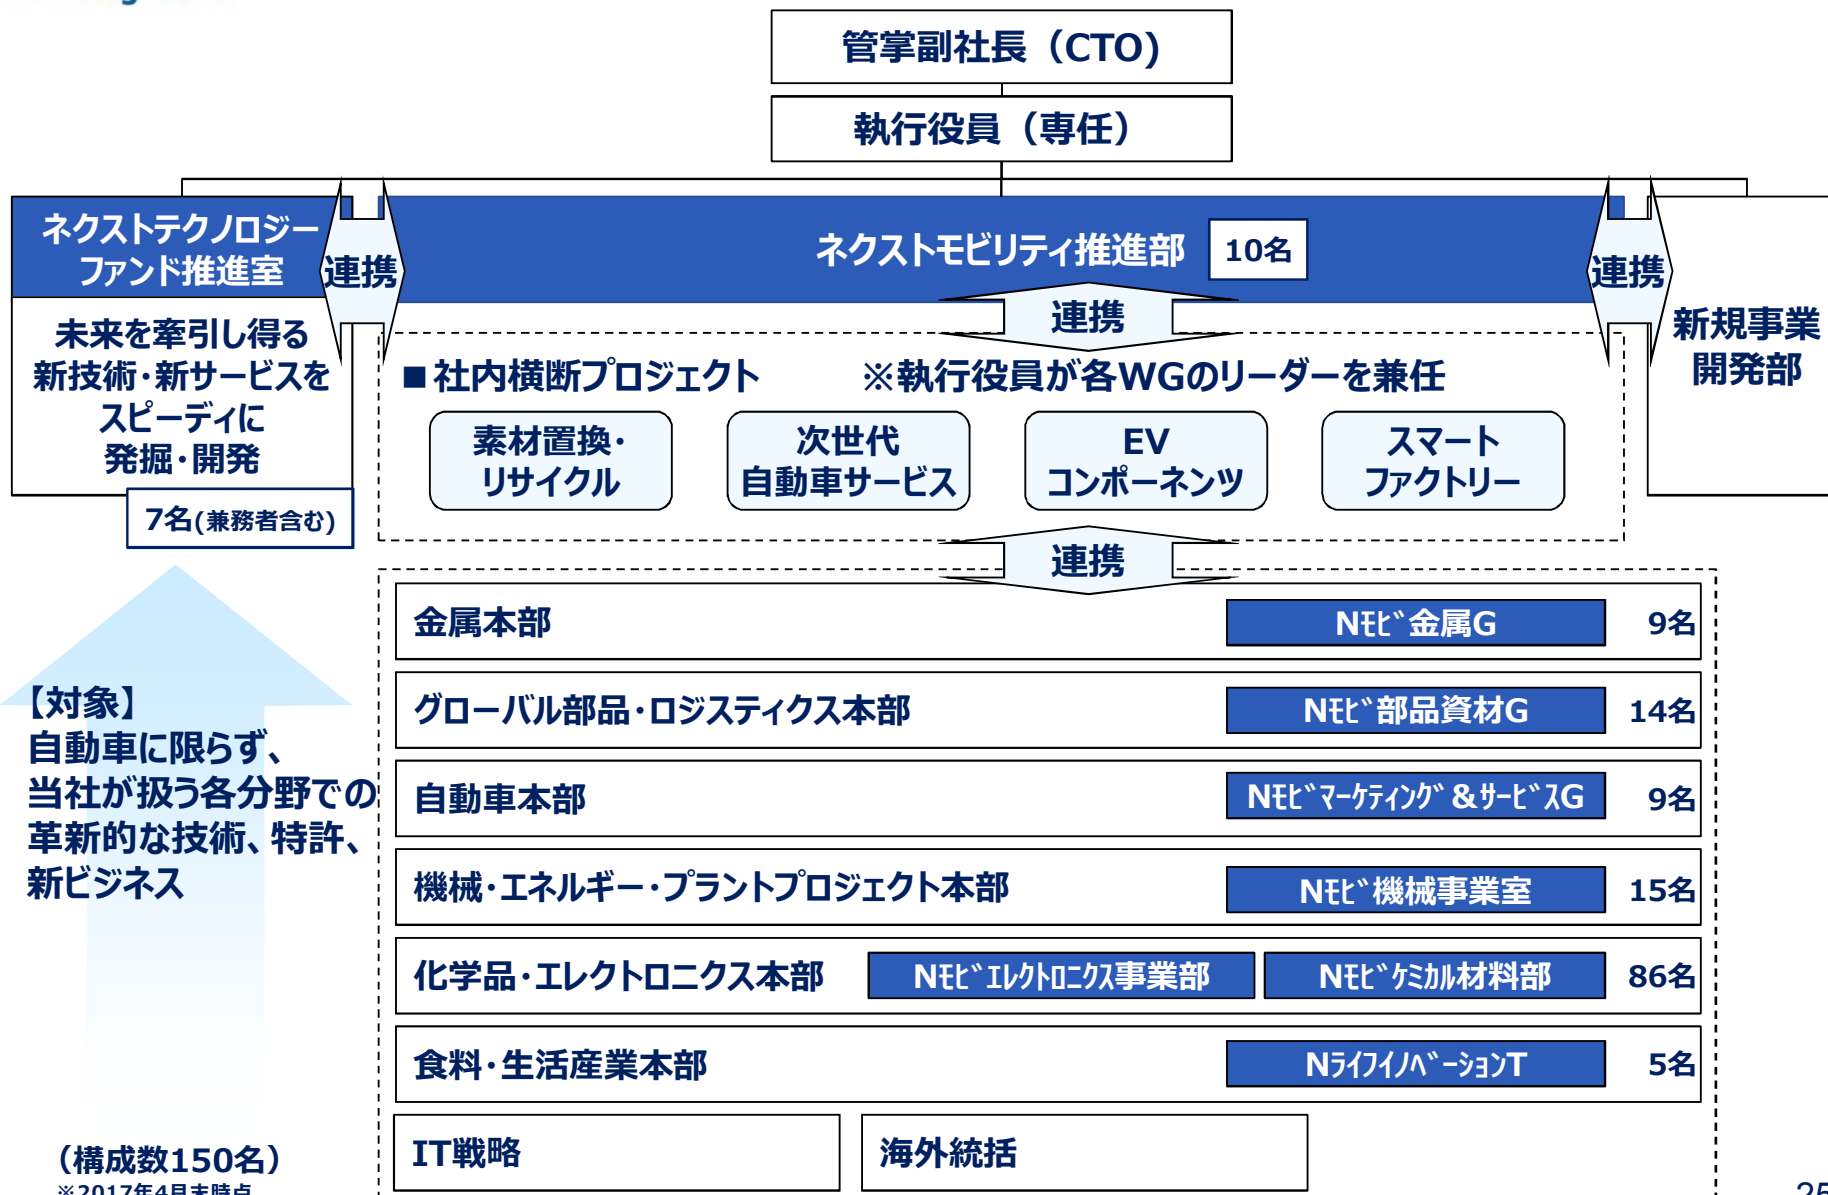 管掌副社長（CTO）
執行役員（専任）
ネクストテクノロジー
ファンド推進室
連携
ネクストモビリティ推進部
10名
連携
未来を牽引し得る
新技術・新サービスを
スピーディに
発掘・開発
7名(兼務者含む)
連携
新規事業
開発部
■社内横断プロジェクト ※執行役員が各WGのリーダーを兼任
素材置換・
リサイクル
次世代
自動車サービス
EV
コンポーネンツ
スマート
ファクトリー
連携
金属本部 Nﾓﾋﾞ金属G 9名
グローバル部品・ロジスティクス本部 Nﾓﾋﾞ部品資材G 14名
自動車本部 Nﾓﾋﾞﾏｰｹﾃｨﾝｸﾞ&ｻｰﾋﾞｽG 9名
機械・エネルギー・プラントプロジェクト本部 Nﾓﾋﾞ機械事業室 15名
化学品・エレクトロニクス本部 Nﾓﾋﾞｴﾚｸﾄﾛﾆｸｽ事業部 Nﾓﾋﾞｹﾐｶﾙ材料部 86名
食料・生活産業本部 NﾗｲﾌｲﾉﾍﾞｰｼｮﾝT 5名
IT戦略 海外統括
【対象】
自動車に限らず、
当社が扱う各分野での
革新的な技術、特許、
新ビジネス
（構成数150名）
※2017年4月末時点
25